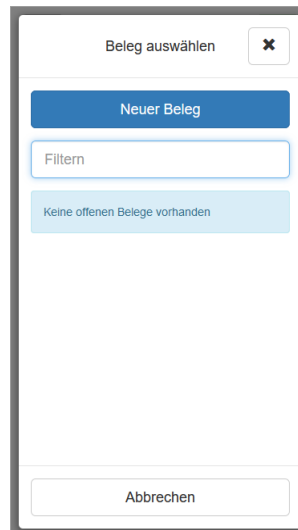 Beleg auswählen
Neuer Beleg
Filtern
Keine offenen Belege vorhanden
Abbrechen